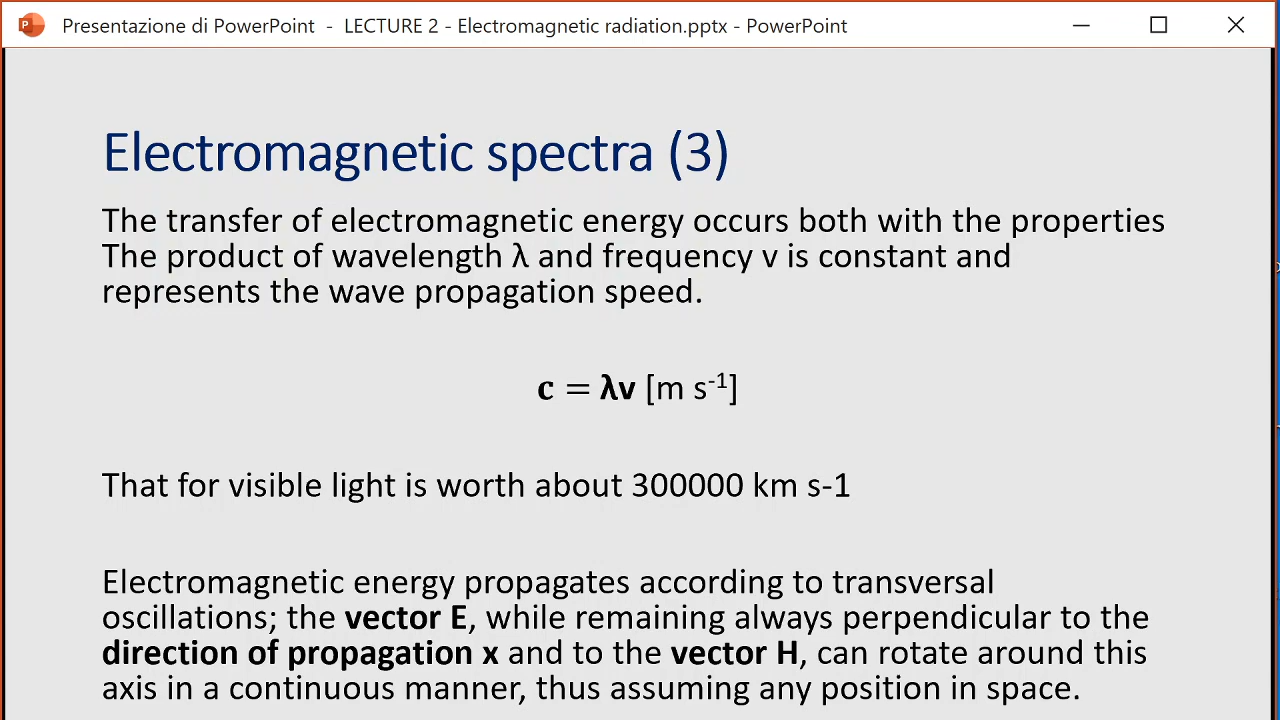 Presentazione di PowerPoint - LECTURE 2 - Electromagnetic radiation.pptx - PowerPoint
Electromagnetic spectra (3)
The transfer of electromagnetic energy occurs both with the properties
The product of wavelength λ and frequency ν is constant and
represents the wave propagation speed.
c = λν [m s⁻¹]
That for visible light is worth about 300000 km s-1
Electromagnetic energy propagates according to transversal
oscillations; the vector E, while remaining always perpendicular to the
direction of propagation x and to the vector H, can rotate around this
axis in a continuous manner, thus assuming any position in space.